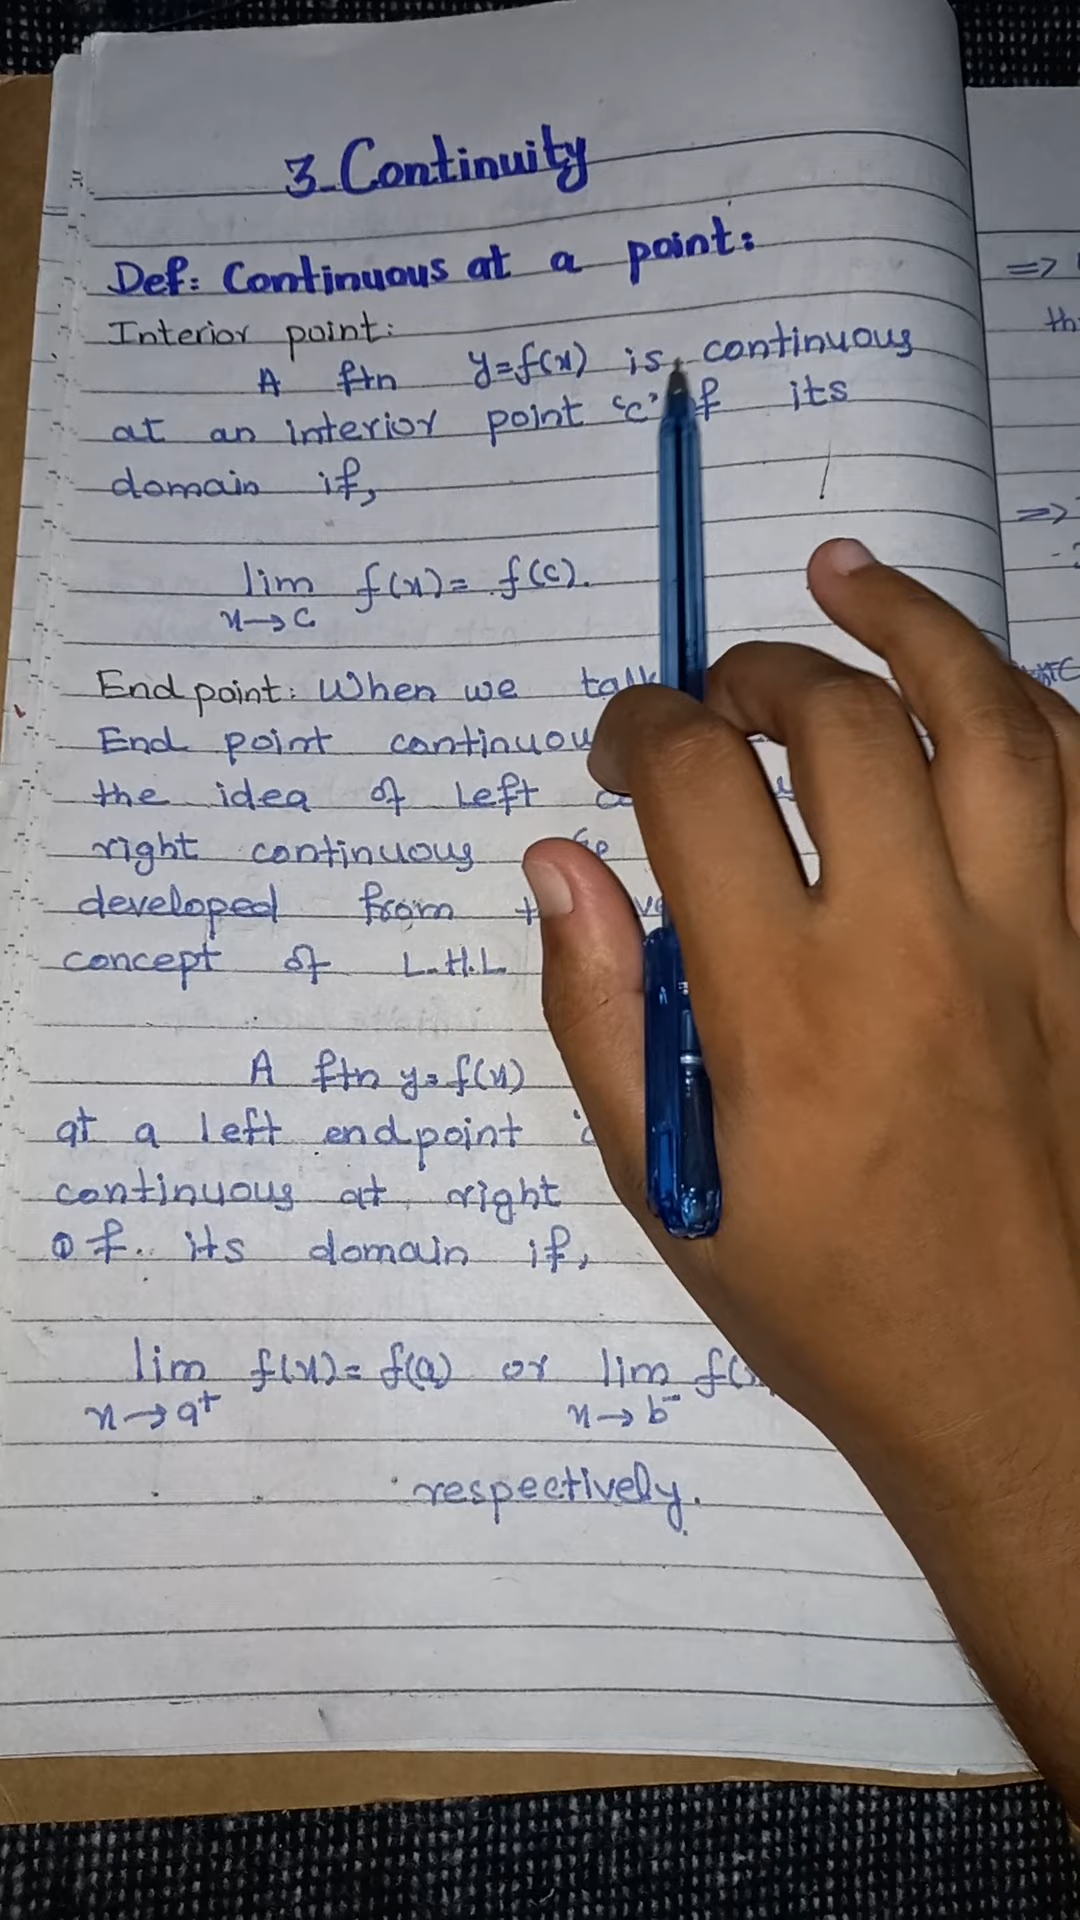 3. Continuity
Def: Continuous at a point:
Interior point:
A ftn y=f(x) is continuous
at an interior point 'c' of its
domain if,
lim f(x) = f(c).
x→c
End point: When we talk
End point continuous
the idea of left
right continuous
developed from
concept of L.H.L
A ftn y=f(x)
at a left endpoint
continuous at right
of its domain if,
lim f(x) = f(a) or lim
x→a⁺ x→b⁻
respectively.
=>
=>